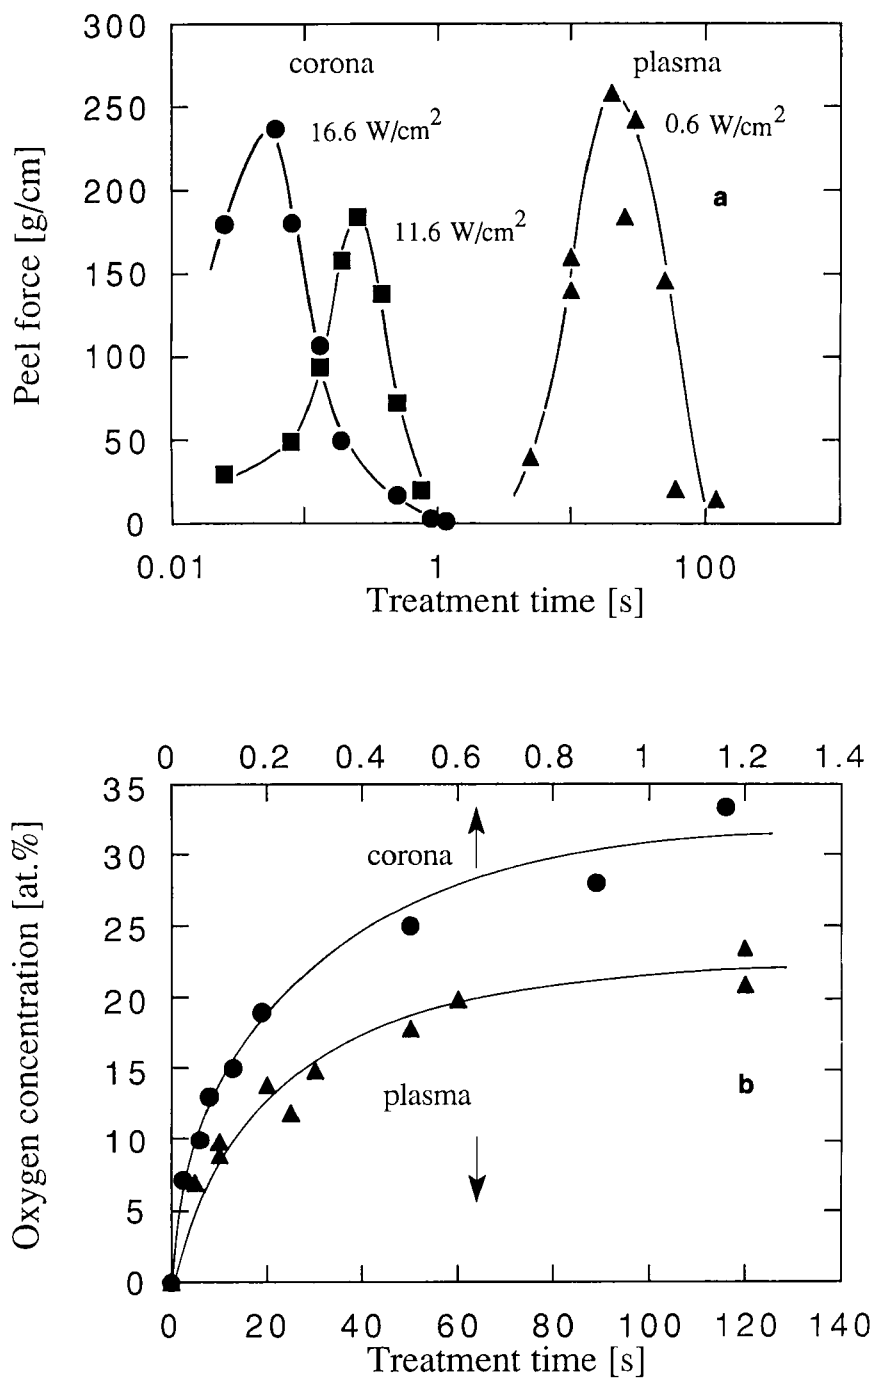 300
corona
plasma
250
16.6 W/cm²
0.6 W/cm²
200
a
11.6 W/cm²
150
100
50
0
Peel force [g/cm]
0.01
1
100
Treatment time [s]
0
0.2
0.4
0.6
0.8
1
1.2
1.4
35
corona
30
25
20
15
plasma
b
10
5
0
Oxygen concentration [at.%]
0
20
40
60
80
100
120
140
Treatment time [s]